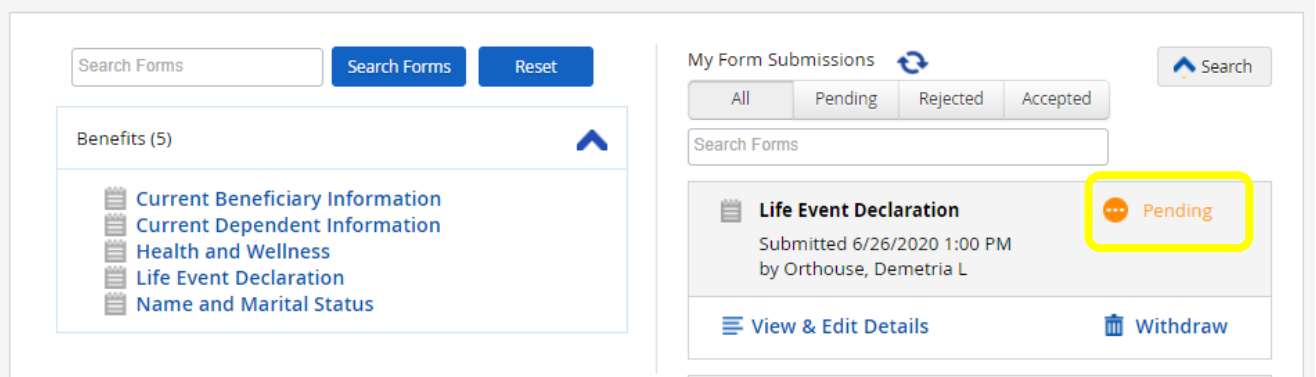 Search Forms
Search Forms
Reset
Benefits (5)
Current Beneficiary Information
Current Dependent Information
Health and Wellness
Life Event Declaration
Name and Marital Status
My Form Submissions
Search
All
Pending
Rejected
Accepted
Search Forms
Life Event Declaration
Pending
Submitted 6/26/2020 1:00 PM
by Orthouse, Demetria L
View & Edit Details
Withdraw